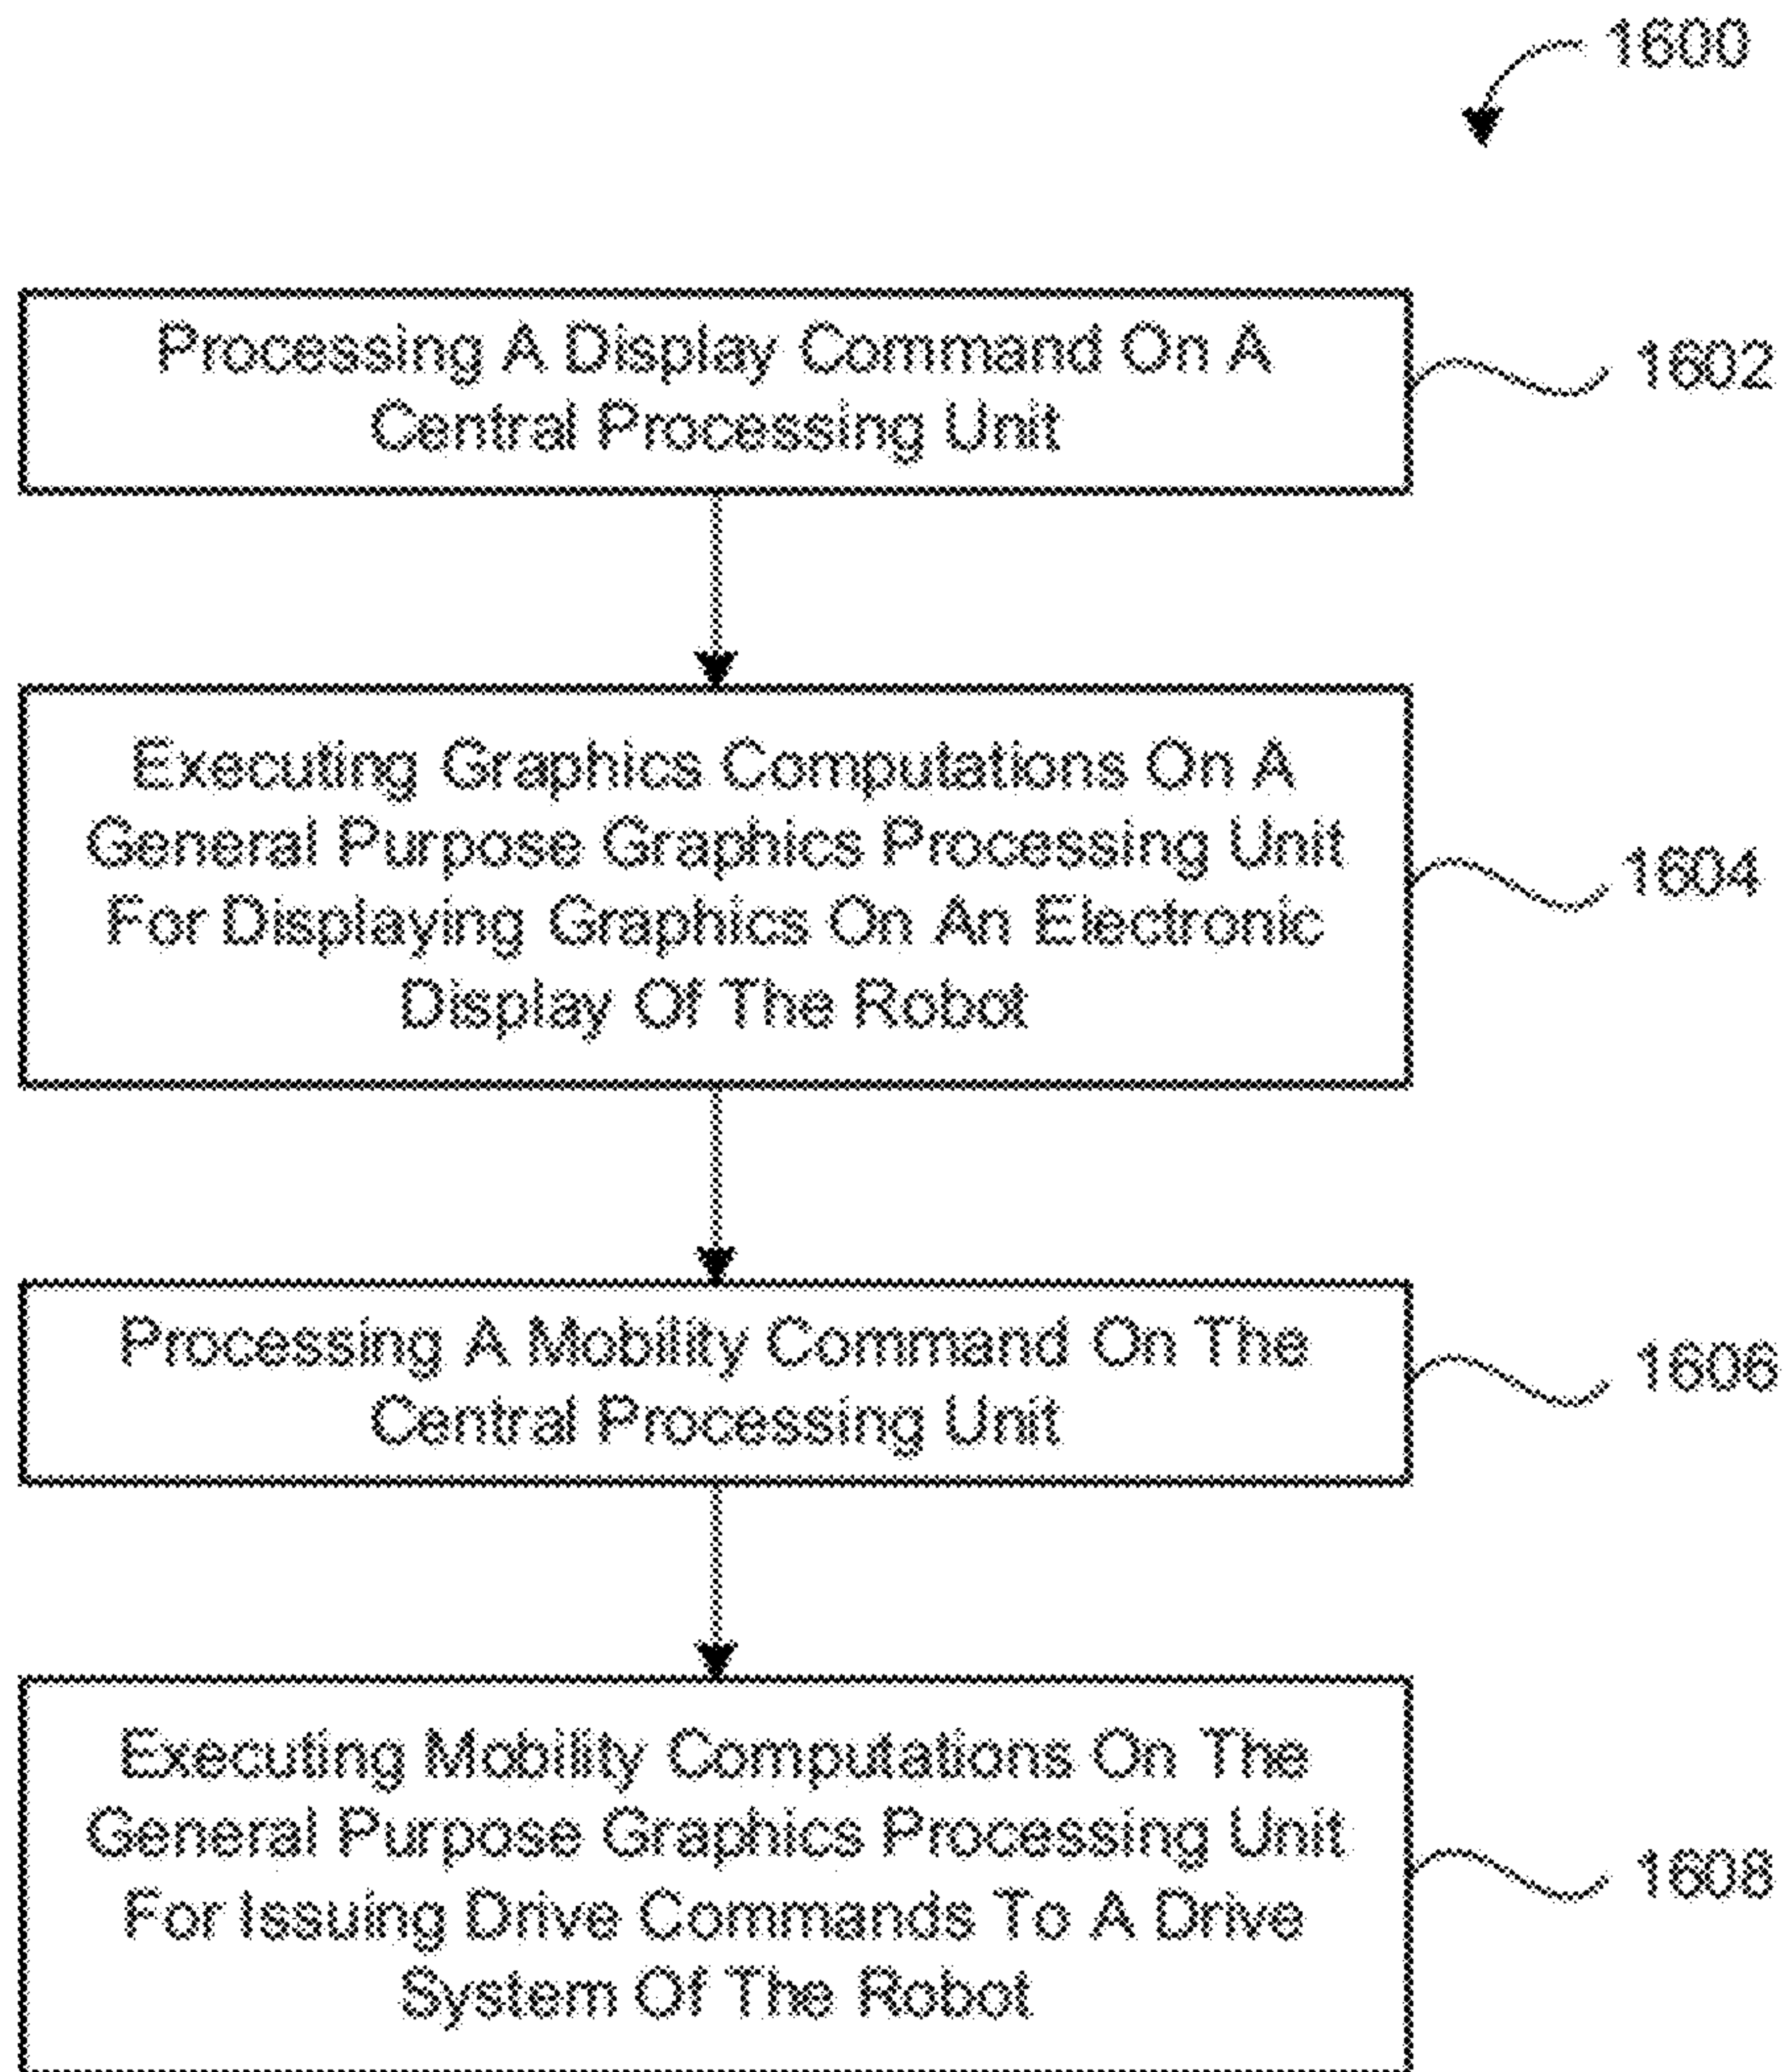 1600
Processing A Display Command On A
Central Processing Unit
1602
Executing Graphics Computations On A
General Purpose Graphics Processing Unit
For Displaying Graphics On An Electronic
Display Of The Robot
1604
Processing A Mobility Command On The
Central Processing Unit
1606
Executing Mobility Computations On The
General Purpose Graphics Processing Unit
For Issuing Drive Commands To A Drive
System Of The Robot
1608